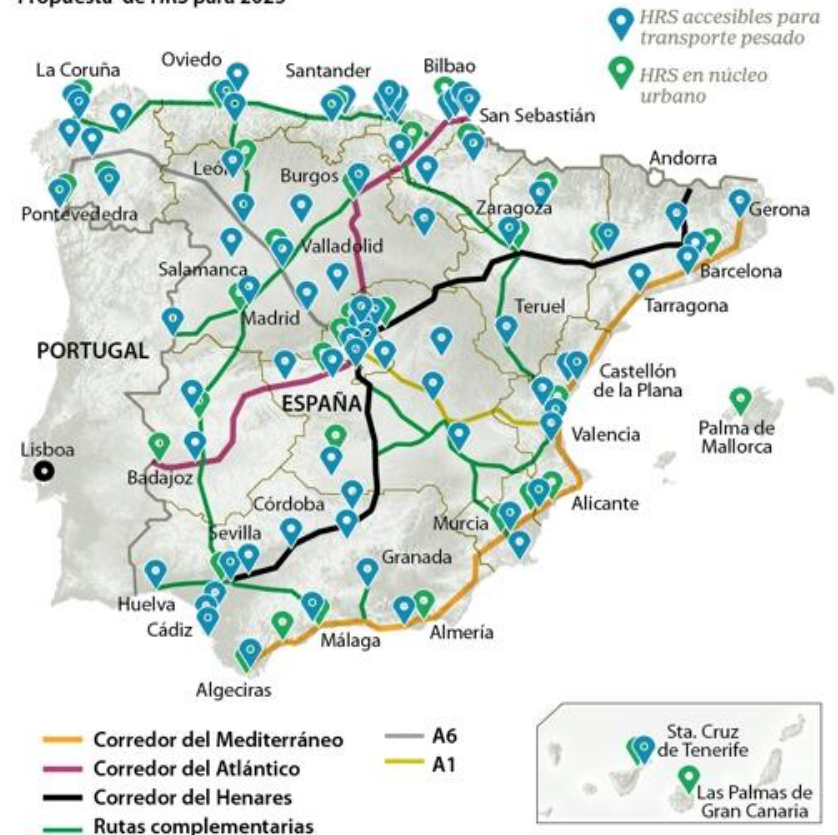 Propuesta de HRS para 2025
HRS accesibles para
transporte pesado
HRS en núcleo
urbano
La Coruña
Oviedo
Santander
Bilbao
San Sebastián
Andorra
León
Burgos
Pontevedra
Zaragoza
Gerona
Valladolid
Salamanca
Barcelona
Tarragona
Madrid
Teruel
PORTUGAL
Castellón
de la Plana
ESPAÑA
Palma de
Mallorca
Lisboa
Valencia
Badajoz
Córdoba
Alicante
Sevilla
Murcia
Granada
Huelva
Cádiz
Málaga
Almería
Algeciras
Corredor del Mediterráneo
Corredor del Atlántico
Corredor del Henares
Rutas complementarias
A6
A1
Sta. Cruz
de Tenerife
Las Palmas de
Gran Canaria